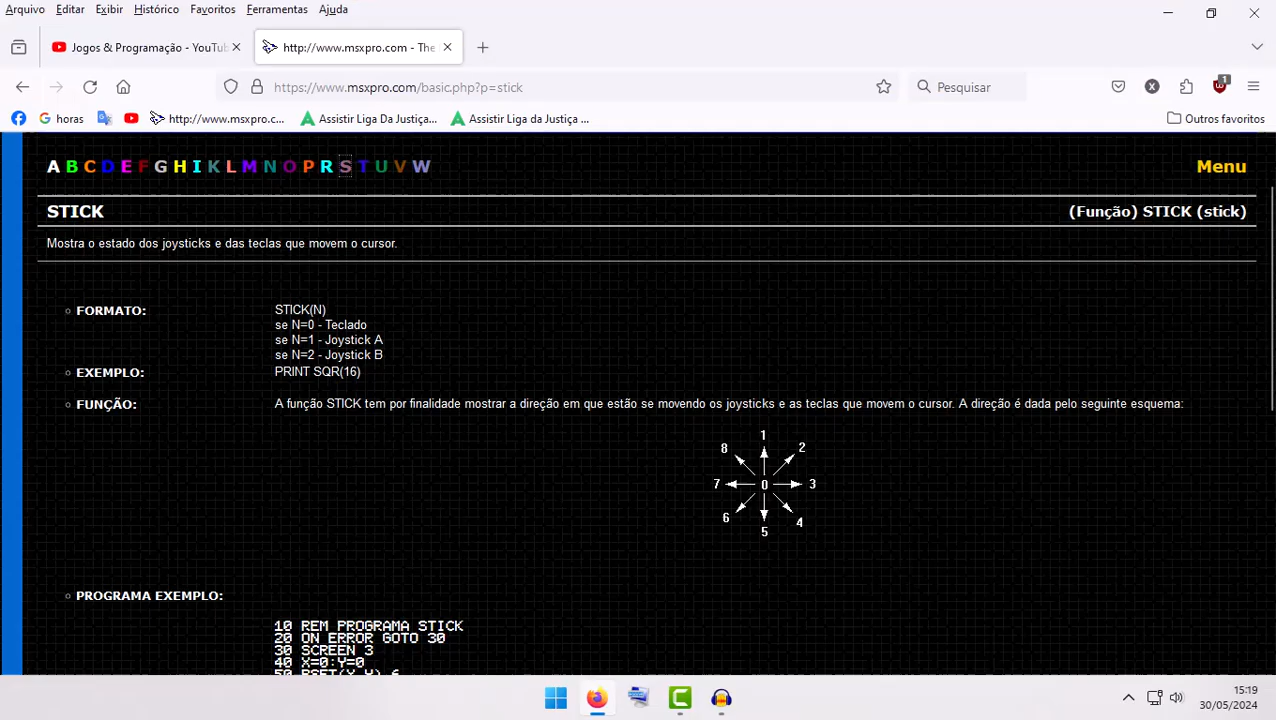 Arquivo Editar Exibir Histórico Favoritos Ferramentas Ajuda
Jogos & Programação - YouTub
http://www.msxpro.com - The
https://www.msxpro.com/basic.php?p=stick
Pesquisar
1
horas
http://www.msxpro.c...
Assistir Liga Da Justiça...
Assistir Liga da Justiça ...
Outros favoritos
A B C D E F G H I K L M N O P R S T U V W
Menu
STICK
(Função) STICK (stick)
Mostra o estado dos joysticks e das teclas que movem o cursor.
FORMATO:
STICK(N)
se N=0 - Teclado
se N=1 - Joystick A
se N=2 - Joystick B
EXEMPLO:
PRINT SQR(16)
FUNÇÃO:
A função STICK tem por finalidade mostrar a direção em que estão se movendo os joysticks e as teclas que movem o cursor. A direção é dada pelo seguinte esquema:
1
8 2
7 0 3
6 4
5
PROGRAMA EXEMPLO:
10 REM PROGRAMA STICK
20 ON ERROR GOTO 30
30 SCREEN 3
40 X=0:Y=0
50 PSET(X,Y),6
15:19
30/05/2024